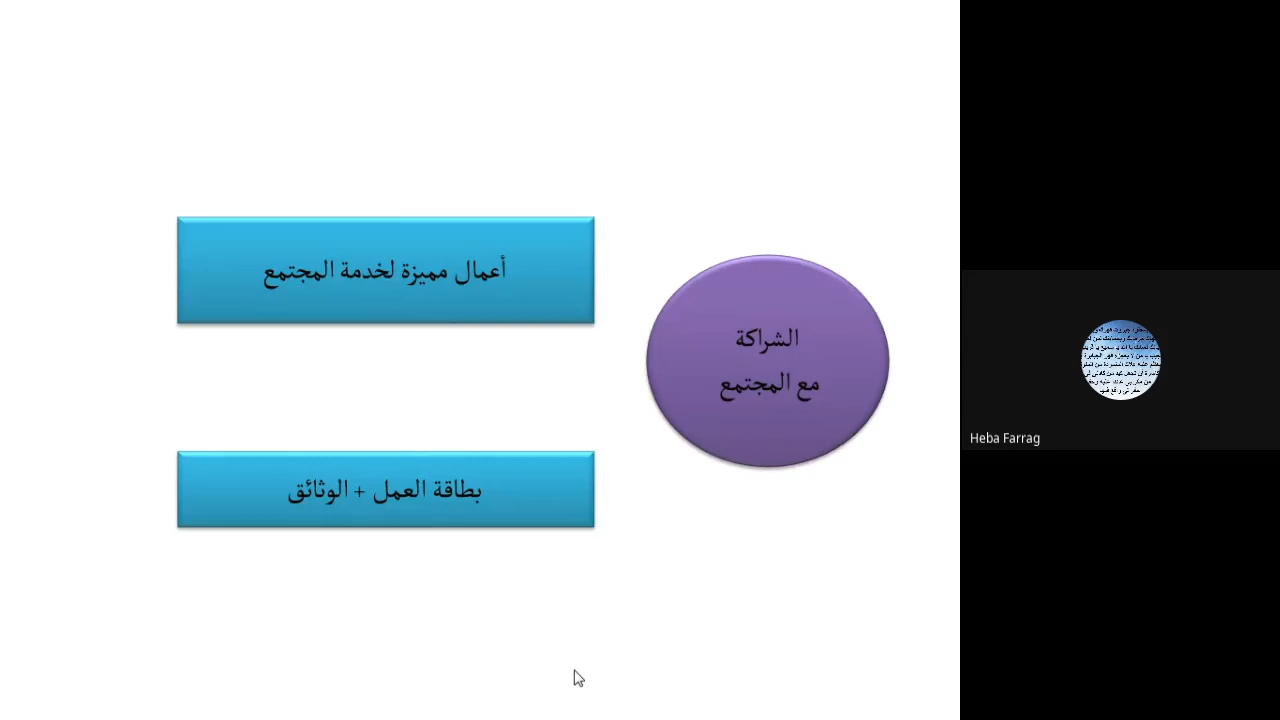 أعمال مميزة لخدمة المجتمع
الشراكة
مع المجتمع
بطاقة العمل + الوثائق
Heba Farrag